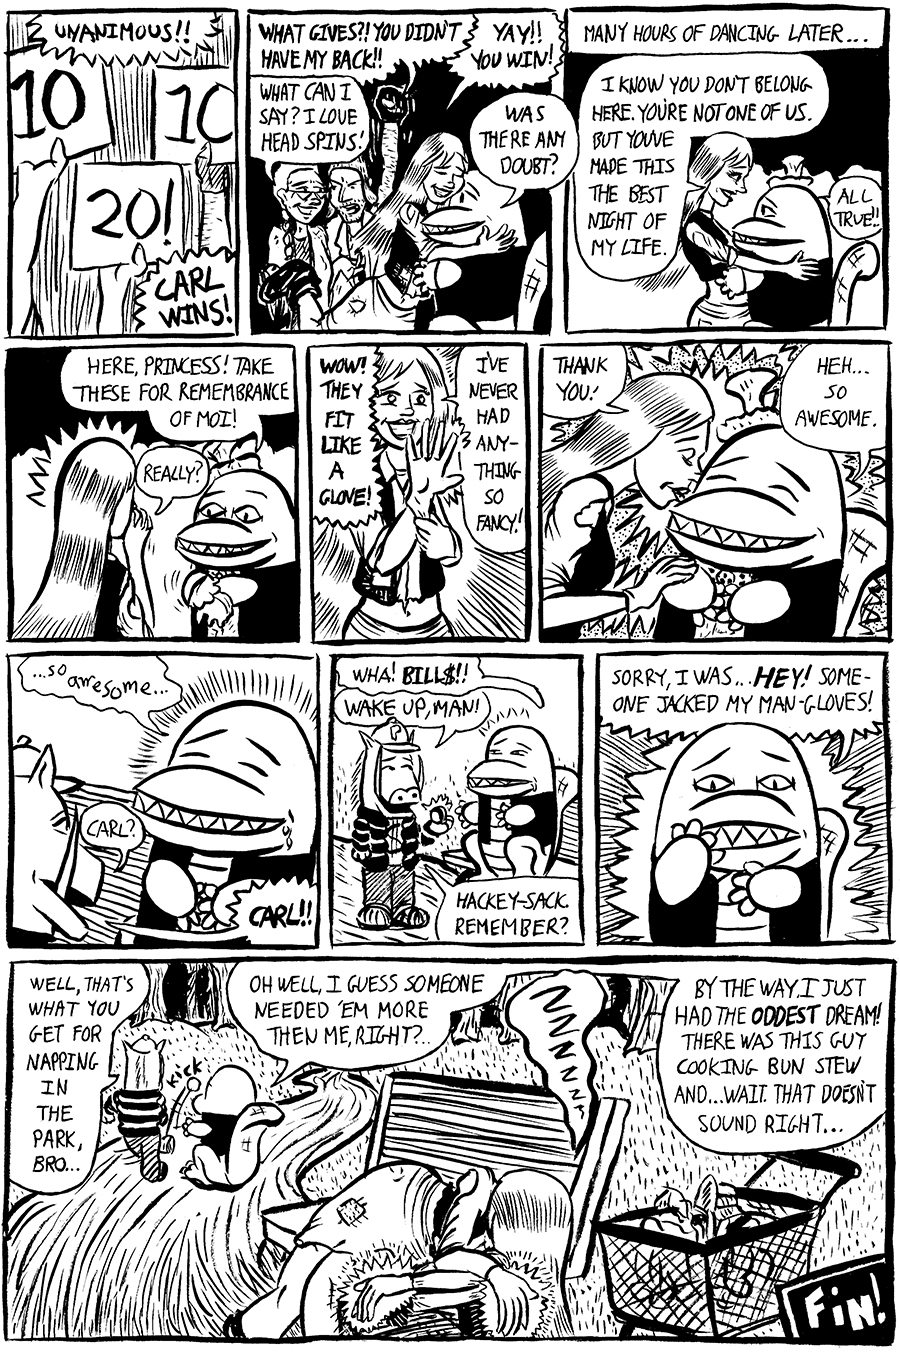 UNANIMOUS!!
10
10
20!
CARL
WINS!
WHAT GIVES?! YOU DIDN'T
HAVE MY BACK!!
YAY!!
YOU WIN!
WHAT CAN I
SAY? I LOVE
HEAD SPINS!
WAS
THERE ANY
DOUBT?
MANY HOURS OF DANCING LATER...
I KNOW YOU DON'T BELONG
HERE. YOU'RE NOT ONE OF US.
BUT YOU'VE
MADE THIS
THE BEST
NIGHT OF
MY LIFE.
ALL
TRUE!!
HERE, PRINCESS! TAKE
THESE FOR REMEMBRANCE
OF MOI!
REALLY?
WOW!
THEY
FIT
LIKE
A
GLOVE!
I'VE
NEVER
HAD
ANY-
THING
SO
FANCY!
THANK
YOU!
HEH...
SO
AWESOME.
...so
awesome...
CARL?
CARL!!
WHA! BILL$!!
WAKE UP, MAN!
HACKEY-SACK.
REMEMBER?
SORRY, I WAS... HEY! SOME-
ONE JACKED MY MAN-GLOVES!
WELL, THAT'S
WHAT YOU
GET FOR
NAPPING
IN
THE
PARK,
BRO...
KICK
OH WELL, I GUESS SOMEONE
NEEDED 'EM MORE
THEN ME, RIGHT?..
NNNNN
BY THE WAY, I JUST
HAD THE ODDEST DREAM!
THERE WAS THIS GUY
COOKING BUN STEW
AND...WAIT. THAT DOESN'T
SOUND RIGHT...
FiN!